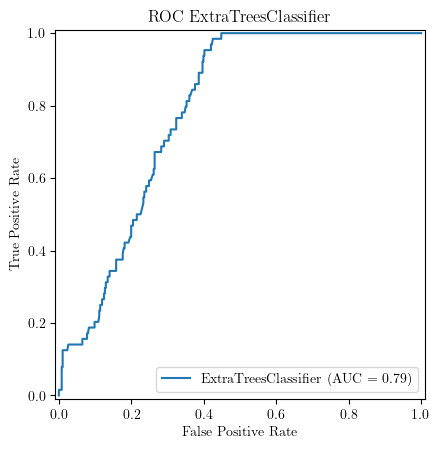 ROC ExtraTreesClassifier
1.0
0.8
0.6
0.4
0.2
0.0
True Positive Rate
ExtraTreesClassifier (AUC = 0.79)
0.0 0.2 0.4 0.6 0.8 1.0
False Positive Rate